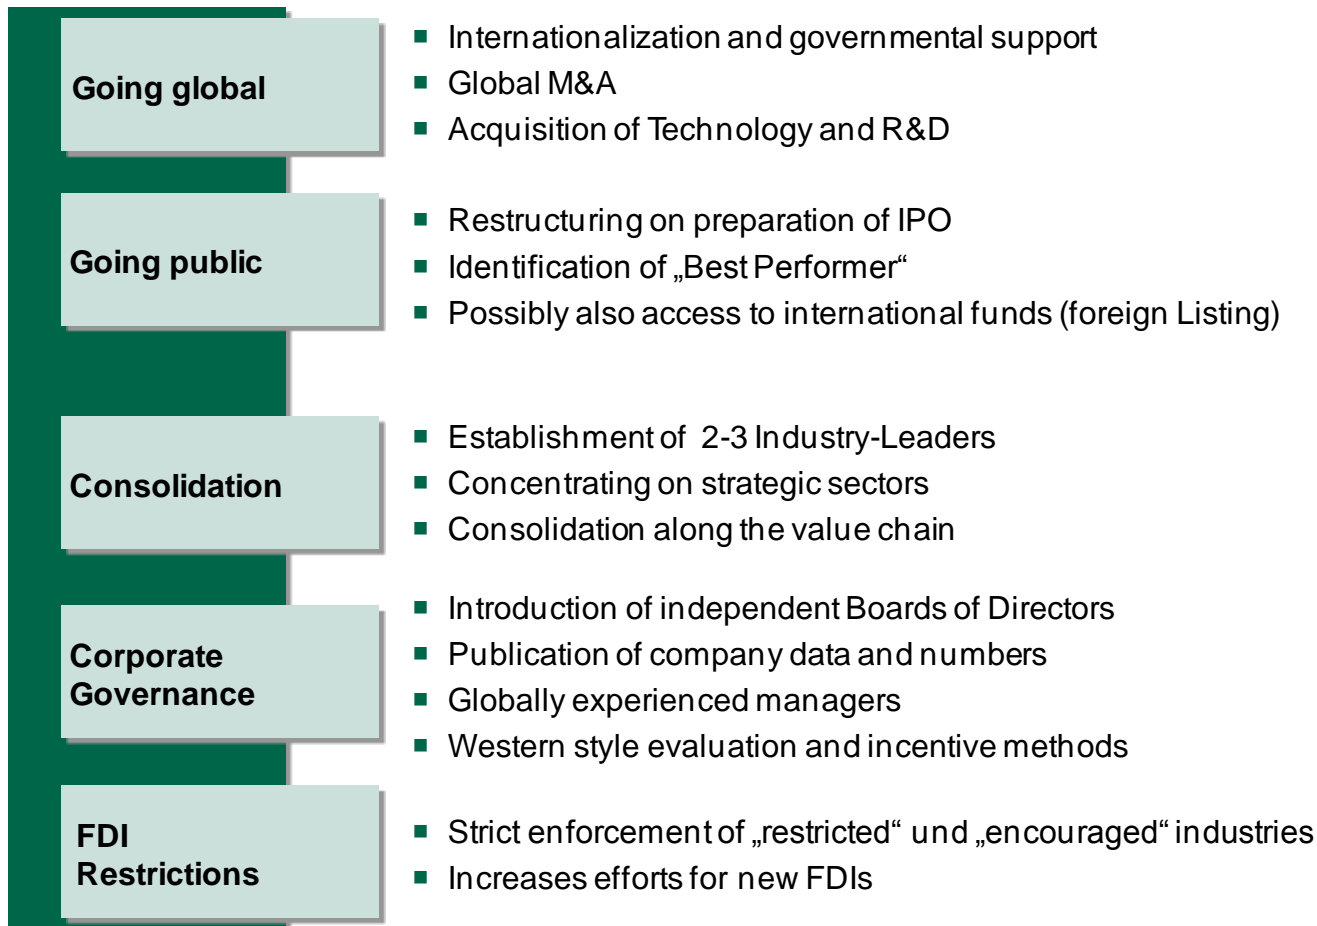 Going global
Internationalization and governmental support
Global M&A
Acquisition of Technology and R&D
Going public
Restructuring on preparation of IPO
Identification of „Best Performer“
Possibly also access to international funds (foreign Listing)
Consolidation
Establishment of 2-3 Industry-Leaders
Concentrating on strategic sectors
Consolidation along the value chain
Corporate
Governance
Introduction of independent Boards of Directors
Publication of company data and numbers
Globally experienced managers
Western style evaluation and incentive methods
FDI
Restrictions
Strict enforcement of „restricted“ und „encouraged“ industries
Increases efforts for new FDIs